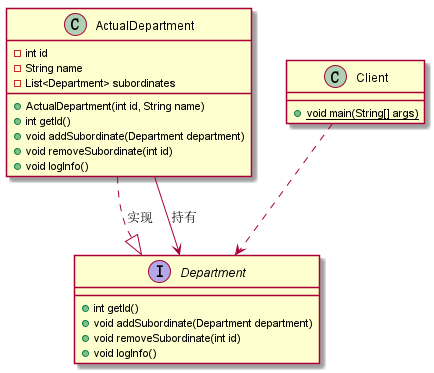 C ActualDepartment
int id
String name
List<Department> subordinates
ActualDepartment(int id, String name)
int getId()
void addSubordinate(Department department)
void removeSubordinate(int id)
void logInfo()
C Client
void main(String[] args)
实现
持有
I Department
int getId()
void addSubordinate(Department department)
void removeSubordinate(int id)
void logInfo()